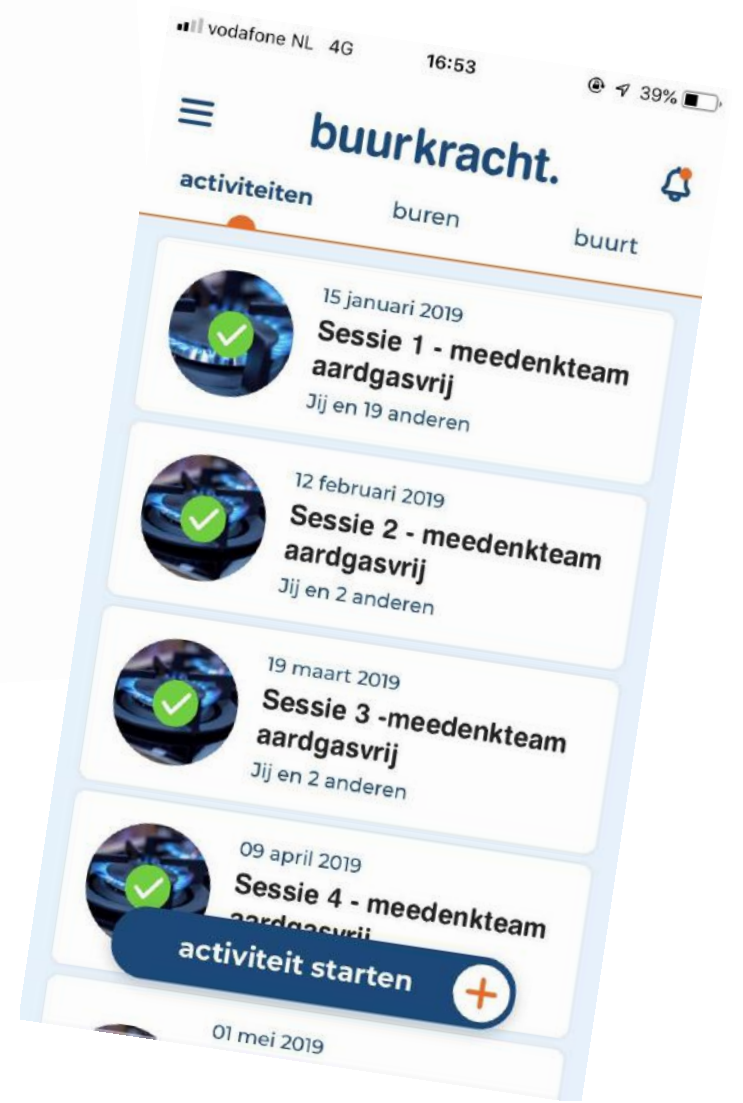 vodafone NL 4G 16:53 39%
buurkracht.
activiteiten buren buurt
15 januari 2019
Sessie 1 - meedenkteam
aardgasvrij
Jij en 19 anderen
12 februari 2019
Sessie 2 - meedenkteam
aardgasvrij
Jij en 2 anderen
19 maart 2019
Sessie 3 -meedenkteam
aardgasvrij
Jij en 2 anderen
09 april 2019
Sessie 4 - meedenkteam
aardgasvrij
activiteit starten
01 mei 2019